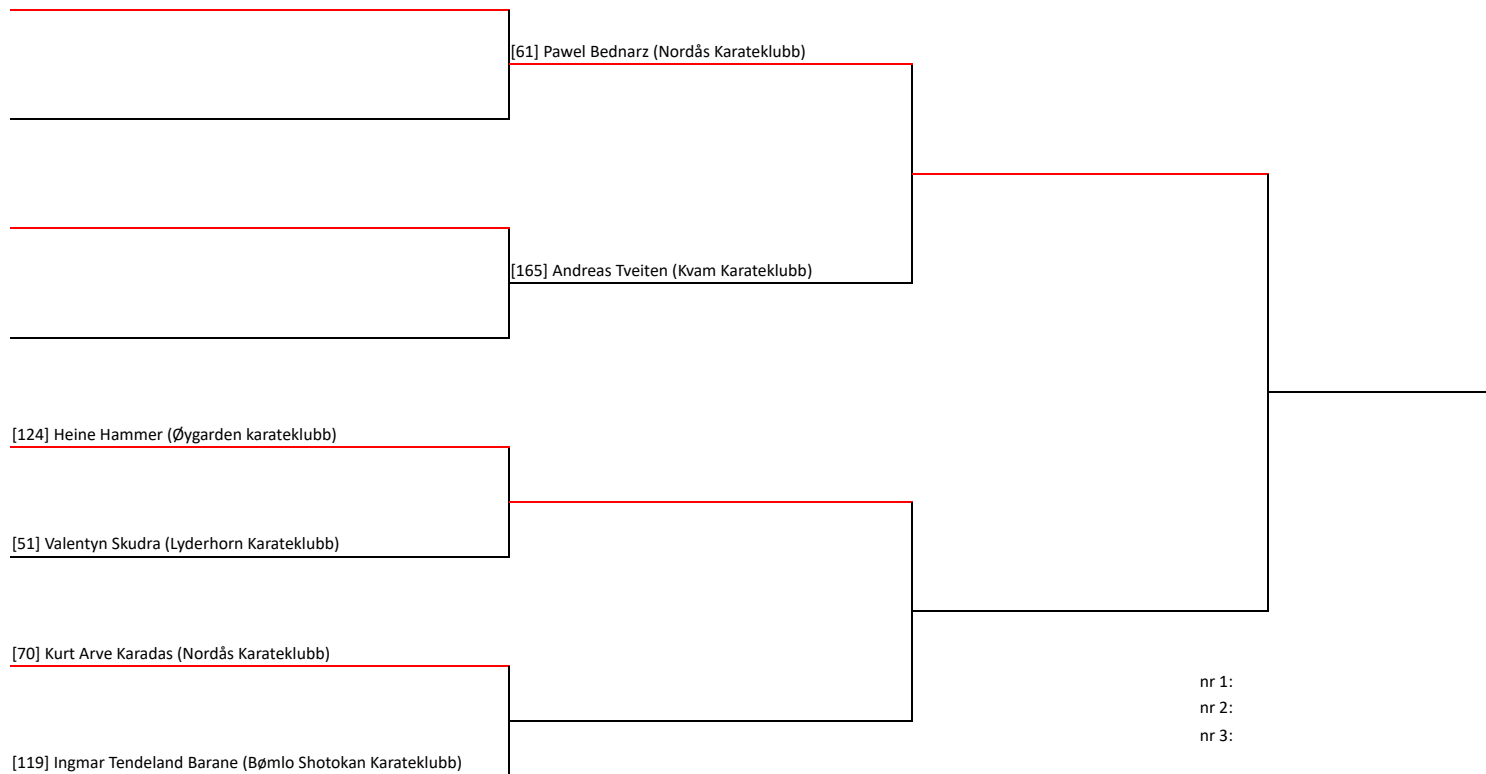 [61] Pawel Bednarz (Nordås Karateklubb)
[165] Andreas Tveiten (Kvam Karateklubb)
[124] Heine Hammer (Øygarden karateklubb)
[51] Valentyn Skudra (Lyderhorn Karateklubb)
[70] Kurt Arve Karadas (Nordås Karateklubb)
[119] Ingmar Tendeland Barane (Bømlo Shotokan Karateklubb)
nr 1:
nr 2:
nr 3: